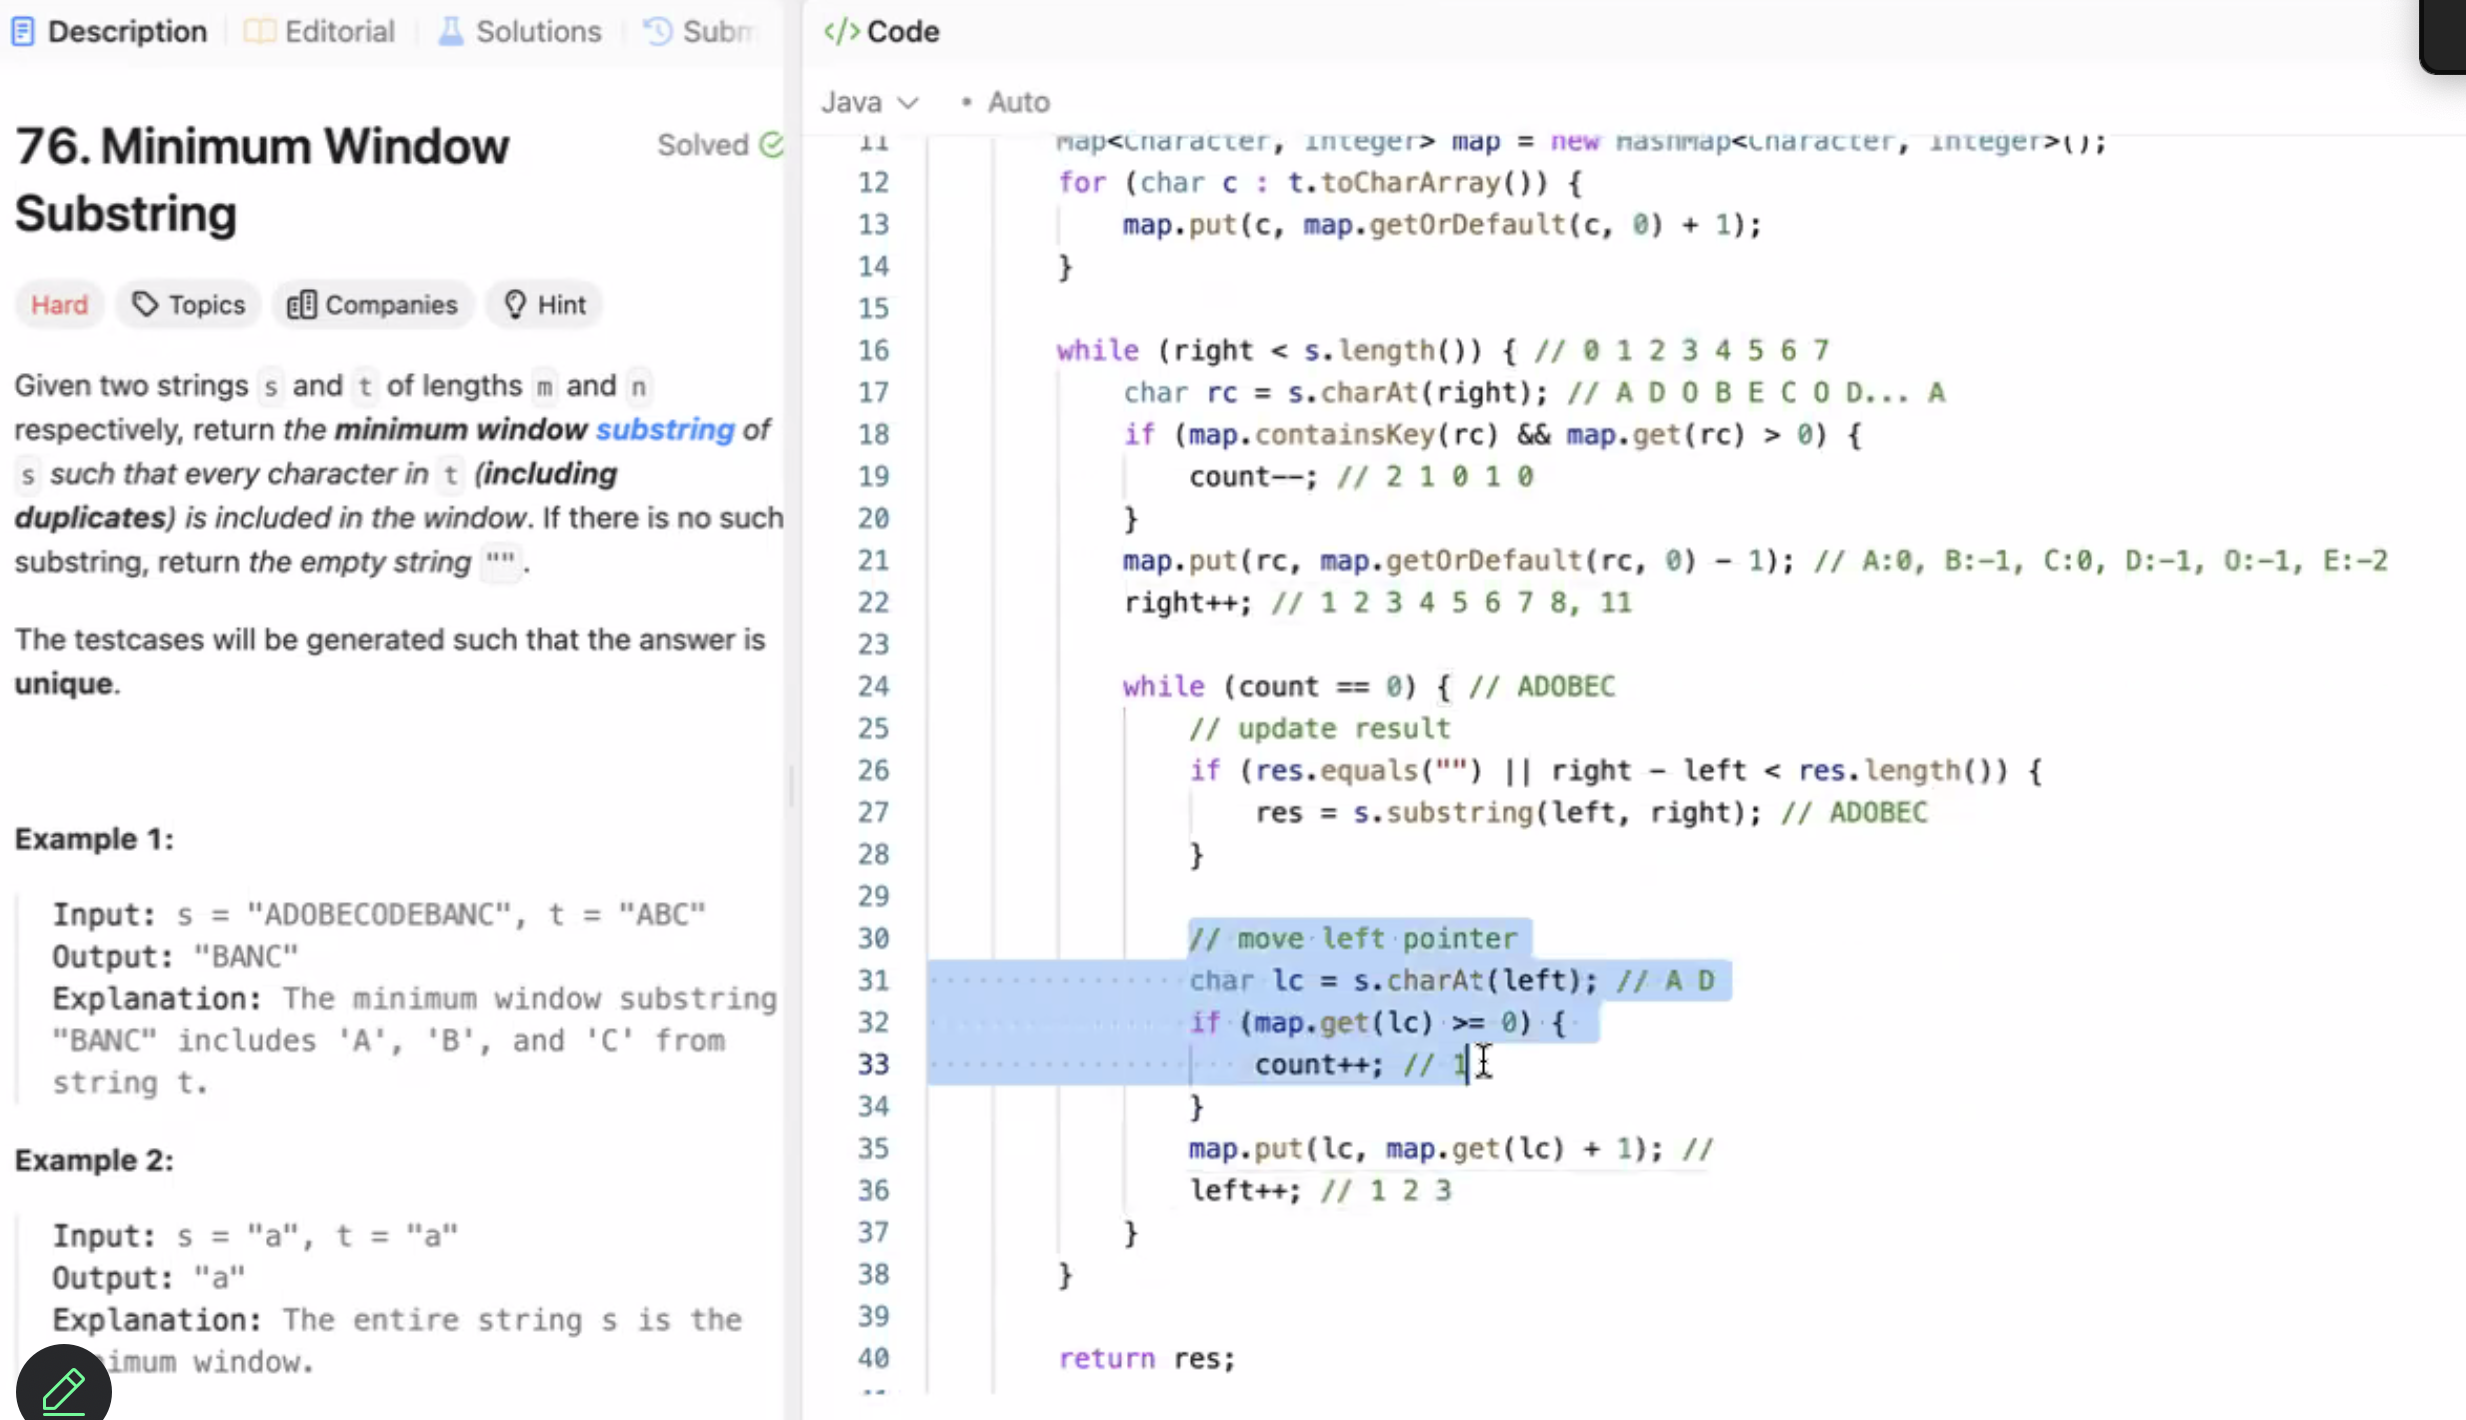 Description
Editorial
Solutions
Subm
76. Minimum Window
Substring
Solved
Hard
Topics
Companies
Hint
Given two strings s and t of lengths m and n
respectively, return the minimum window substring of
s such that every character in t (including
duplicates) is included in the window. If there is no such
substring, return the empty string "".
The testcases will be generated such that the answer is
unique.
Example 1:
Input: s = "ADOBECODEBANC", t = "ABC"
Output: "BANC"
Explanation: The minimum window substring
"BANC" includes 'A', 'B', and 'C' from
string t.
Example 2:
Input: s = "a", t = "a"
Output: "a"
Explanation: The entire string s is the
imum window.
</> Code
Java • Auto
11 Map<Character, Integer> map = new HashMap<Character, Integer>();
12 for (char c : t.toCharArray()) {
13 map.put(c, map.getOrDefault(c, 0) + 1);
14 }
15
16 while (right < s.length()) { // 0 1 2 3 4 5 6 7
17 char rc = s.charAt(right); // A D O B E C O D... A
18 if (map.containsKey(rc) && map.get(rc) > 0) {
19 count--; // 2 1 0 1 0
20 }
21 map.put(rc, map.getOrDefault(rc, 0) - 1); // A:0, B:-1, C:0, D:-1, O:-1, E:-2
22 right++; // 1 2 3 4 5 6 7 8, 11
23
24 while (count == 0) { // ADOBEC
25 // update result
26 if (res.equals("") || right - left < res.length()) {
27 res = s.substring(left, right); // ADOBEC
28 }
29
30 // move left pointer
31 char lc = s.charAt(left); // A D
32 if (map.get(lc) >= 0) {
33 count++; // 1
34 }
35 map.put(lc, map.get(lc) + 1); //
36 left++; // 1 2 3
37 }
38 }
39
40 return res;